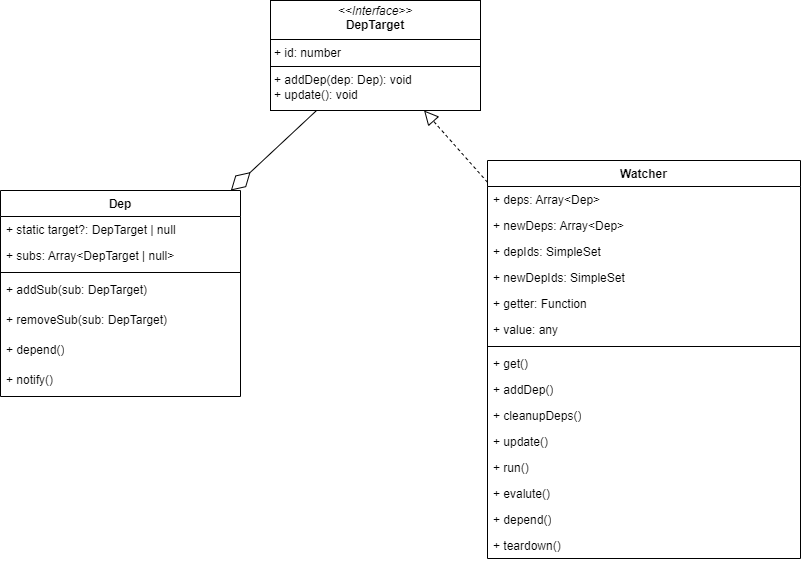 <<Interface>>
DepTarget
+ id: number
+ addDep(dep: Dep): void
+ update(): void
Dep
+ static target?: DepTarget | null
+ subs: Array<DepTarget | null>
+ addSub(sub: DepTarget)
+ removeSub(sub: DepTarget)
+ depend()
+ notify()
Watcher
+ deps: Array<Dep>
+ newDeps: Array<Dep>
+ depIds: SimpleSet
+ newDepIds: SimpleSet
+ getter: Function
+ value: any
+ get()
+ addDep()
+ cleanupDeps()
+ update()
+ run()
+ evalute()
+ depend()
+ teardown()